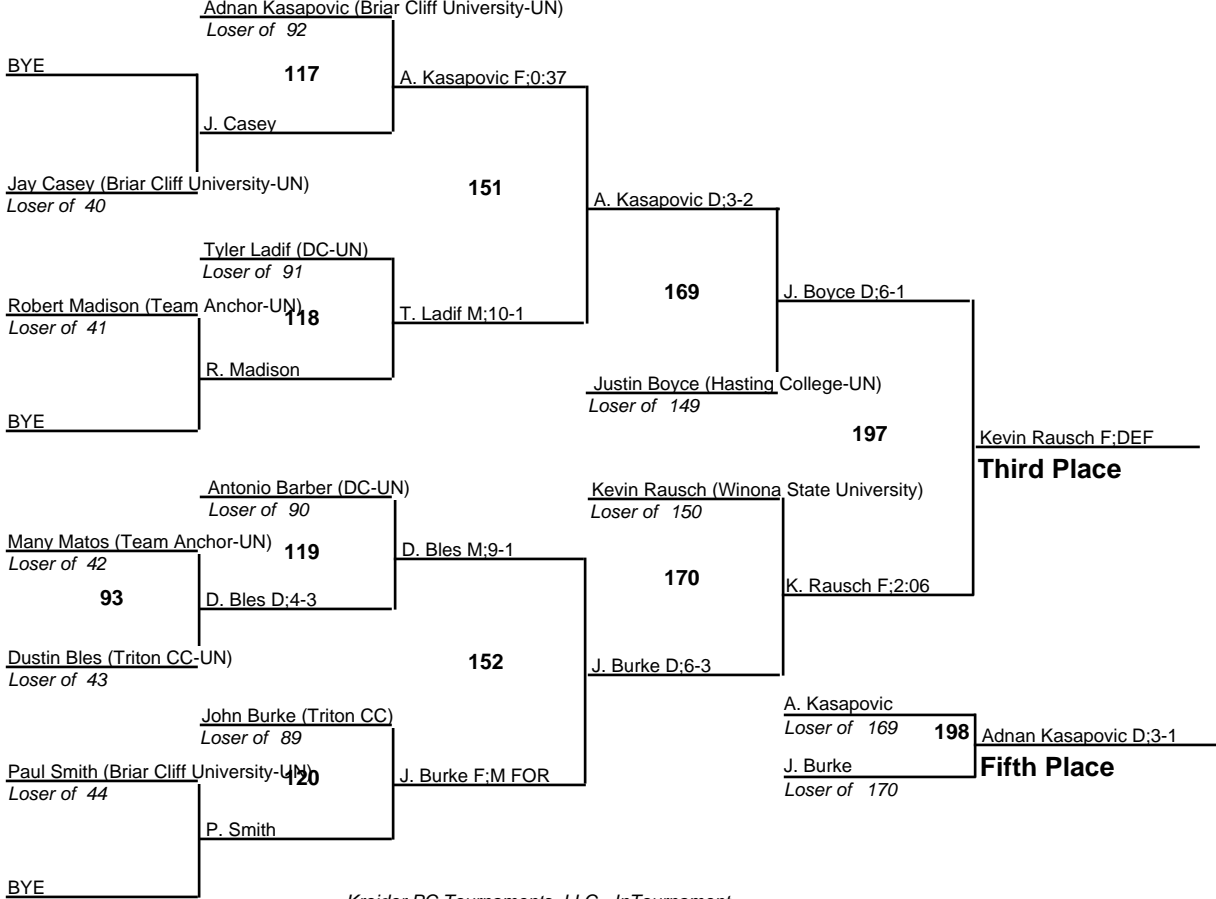 Adnan Kasapovic (Briar Cliff University-UN)
Loser of 92
BYE
117
A. Kasapovic F;0:37
J. Casey
Jay Casey (Briar Cliff University-UN)
Loser of 40
151
A. Kasapovic D;3-2
Tyler Ladif (DC-UN)
Loser of 91
Robert Madison (Team Anchor-UN)
Loser of 41
118
T. Ladif M;10-1
169
J. Boyce D;6-1
R. Madison
Justin Boyce (Hasting College-UN)
Loser of 149
BYE
197
Kevin Rausch F;DEF
Third Place
Antonio Barber (DC-UN)
Loser of 90
Kevin Rausch (Winona State University)
Loser of 150
Many Matos (Team Anchor-UN)
Loser of 42
119
D. Bles M;9-1
93
D. Bles D;4-3
170
K. Rausch F;2:06
Dustin Bles (Triton CC-UN)
Loser of 43
152
J. Burke D;6-3
John Burke (Triton CC)
Loser of 89
A. Kasapovic
Loser of 169
198
Adnan Kasapovic D;3-1
Fifth Place
Paul Smith (Briar Cliff University-UN)
Loser of 44
120
J. Burke F;M FOR
J. Burke
Loser of 170
P. Smith
BYE
Kreider PC Tournaments, LLC - InTournament